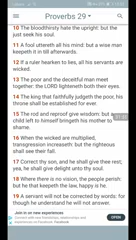 Proverbs 29
10 The bloodthirsty hate the upright: but the
just seek his soul.
11 A fool uttereth all his mind: but a wise man
keepeth it in till afterwards.
12 If a ruler hearken to lies, all his servants are
wicked.
13 The poor and the deceitful man meet
together: the LORD lighteneth both their eyes.
14 The king that faithfully judgeth the poor, his
throne shall be established for ever.
15 The rod and reproof give wisdom: but a
child left to himself bringeth his mother to
shame.
16 When the wicked are multiplied,
transgression increaseth: but the righteous
shall see their fall.
17 Correct thy son, and he shall give thee rest;
yea, he shall give delight unto thy soul.
18 Where there is no vision, the people perish:
but he that keepeth the law, happy is he.
19 A servant will not be corrected by words: for
though he understand he will not answer.
Join in or new experiences
OPEN